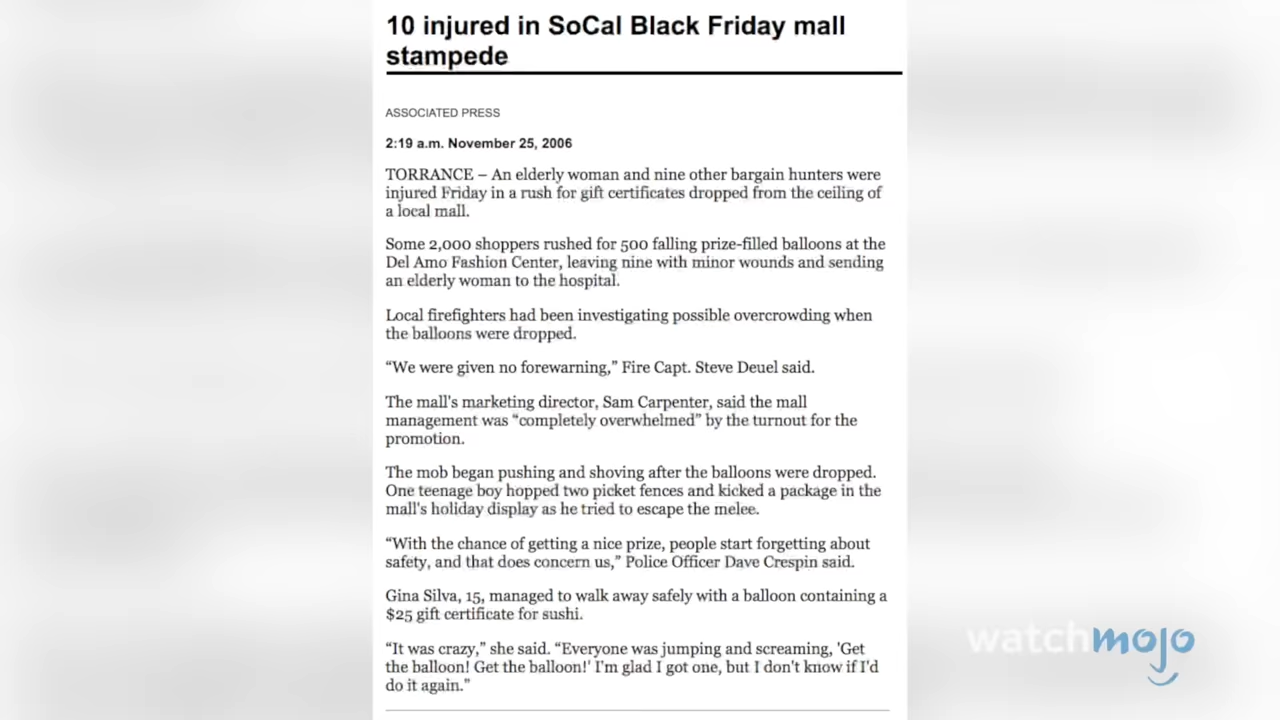 10 injured in SoCal Black Friday mall
stampede
ASSOCIATED PRESS
2:19 a.m. November 25, 2006
TORRANCE – An elderly woman and nine other bargain hunters were
injured Friday in a rush for gift certificates dropped from the ceiling of
a local mall.
Some 2,000 shoppers rushed for 500 falling prize-filled balloons at the
Del Amo Fashion Center, leaving nine with minor wounds and sending
an elderly woman to the hospital.
Local firefighters had been investigating possible overcrowding when
the balloons were dropped.
“We were given no forewarning,” Fire Capt. Steve Deuel said.
The mall's marketing director, Sam Carpenter, said the mall
management was “completely overwhelmed” by the turnout for the
promotion.
The mob began pushing and shoving after the balloons were dropped.
One teenage boy hopped two picket fences and kicked a package in the
mall's holiday display as he tried to escape the melee.
“With the chance of getting a nice prize, people start forgetting about
safety, and that does concern us,” Police Officer Dave Crespin said.
Gina Silva, 15, managed to walk away safely with a balloon containing a
$25 gift certificate for sushi.
“It was crazy,” she said. “Everyone was jumping and screaming, 'Get
the balloon! Get the balloon!' I'm glad I got one, but I don't know if I'd
do it again.”
watchmojo